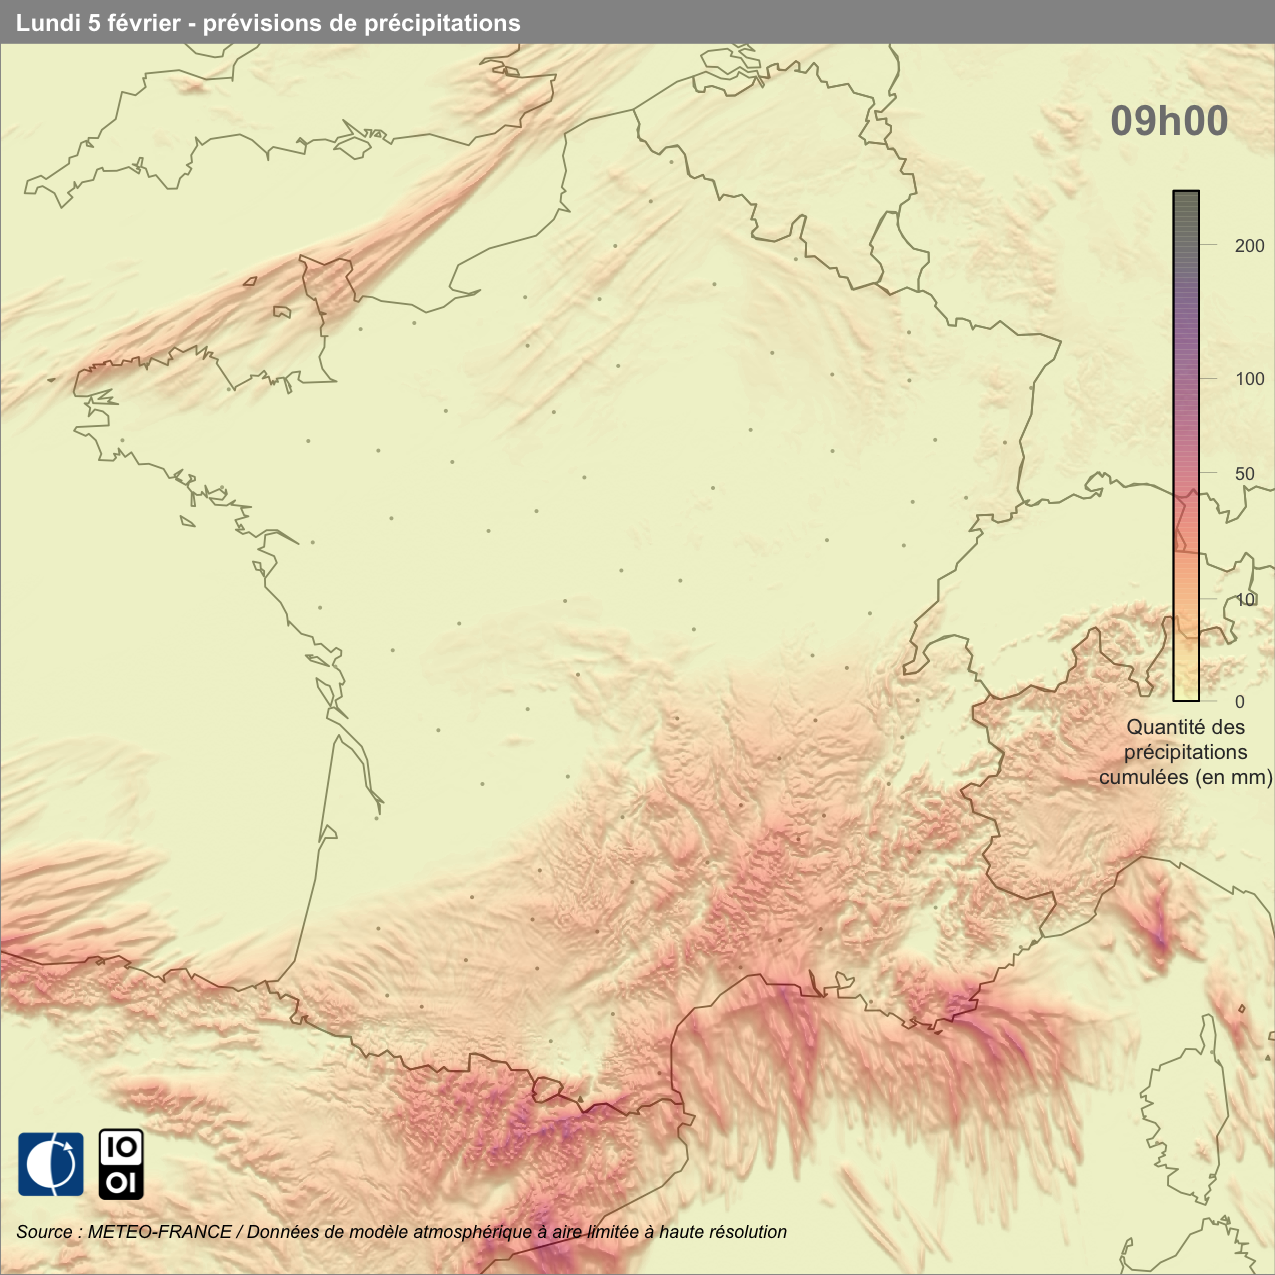 Lundi 5 février - prévisions de précipitations
09h00
200
100
50
10
0
Quantité des
précipitations
cumulées (en mm)
IO
OI
Source : METEO-FRANCE / Données de modèle atmosphérique à aire limitée à haute résolution